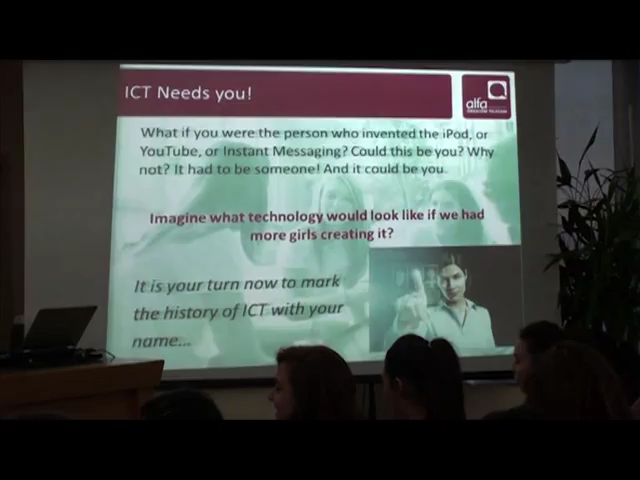 ICT Needs you!
alfa
What if you were the person who invented the iPod, or
YouTube, or Instant Messaging? Could this be you? Why
not? It had to be someone! And it could be you
Imagine what technology would look like if we had
more girls creating it?
It is your turn now to mark
the history of ICT with your
name...